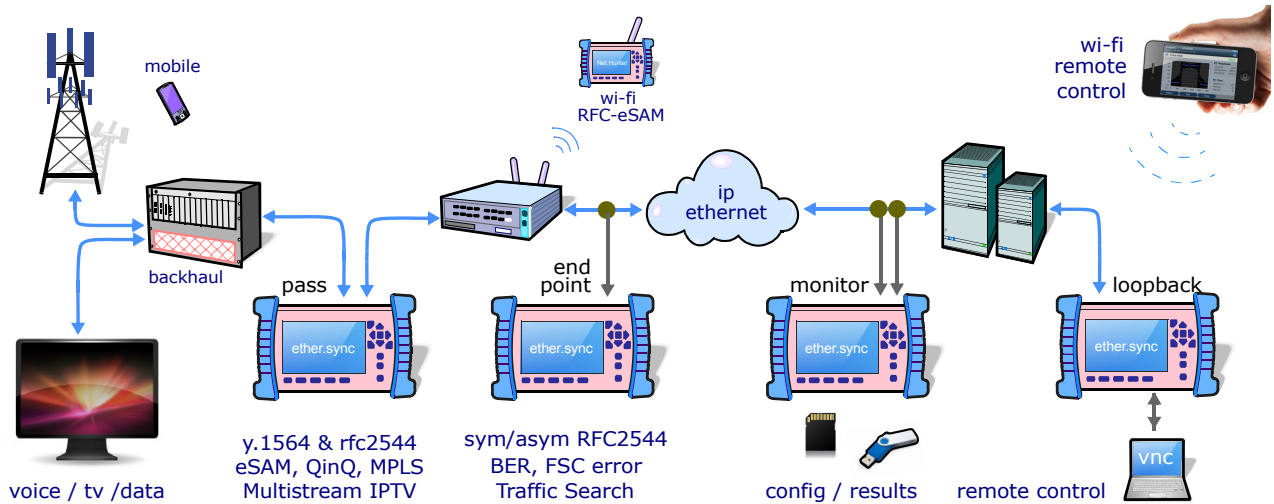 mobile
Net.Hunter
wi-fi
RFC-eSAM
wi-fi
remote
control
ip
ethernet
backhaul
pass
end
point
monitor
loopback
ether.sync
ether.sync
ether.sync
ether.sync
y.1564 & rfc2544
eSAM, QinQ, MPLS
Multistream IPTV
sym/asym RFC2544
BER, FSC error
Traffic Search
vnc
voice / tv /data
config / results
remote control